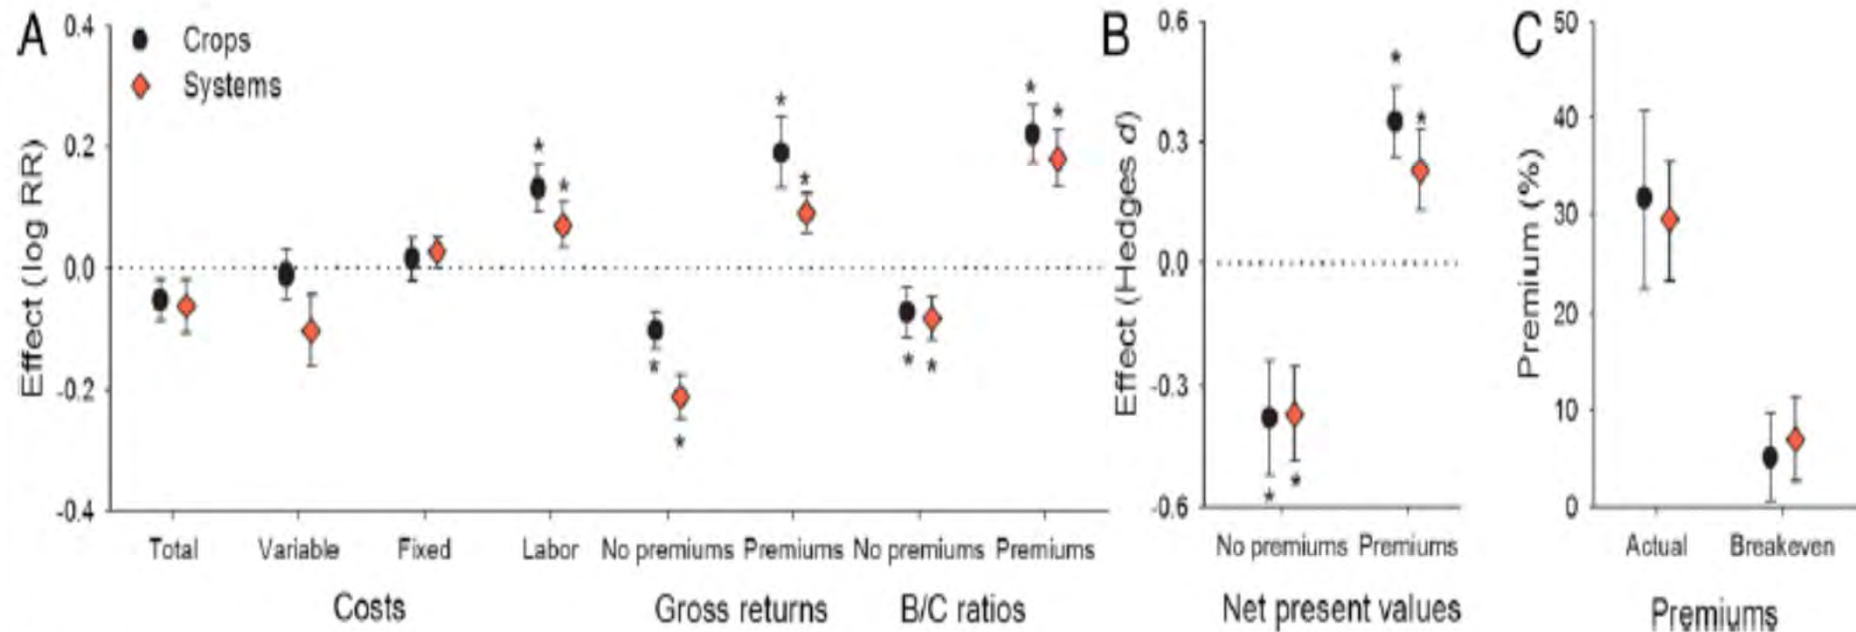 A
0.4
0.2
0.0
-0.2
-0.4
Effect (log RR)
Crops
Systems
* * * * * * * * * *
Total Variable Fixed Labor No premiums Premiums No premiums Premiums
Costs Gross returns B/C ratios
B
0.6
0.3
0.0
-0.3
-0.6
Effect (Hedges d)
* * * *
No premiums Premiums
Net present values
C
50
40
30
20
10
0
Premium (%)
Actual Breakeven
Premiums